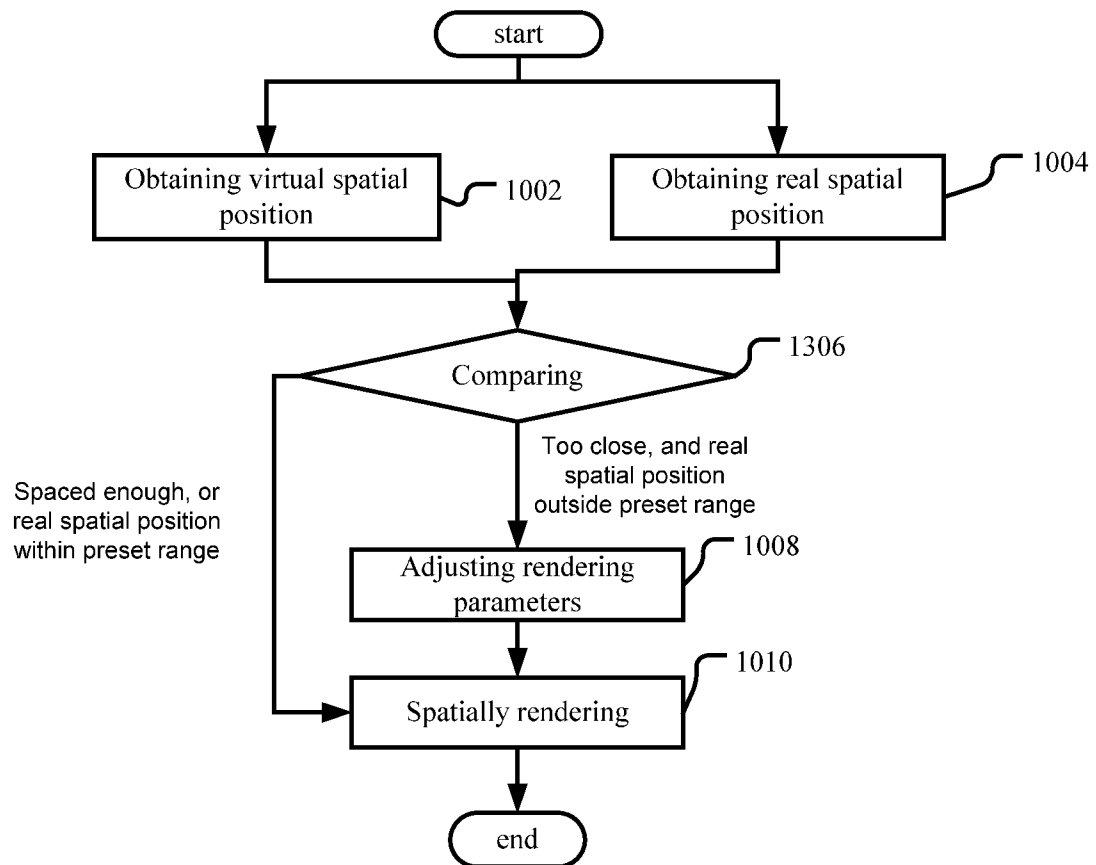 start
Obtaining virtual spatial
position
1002
Obtaining real spatial
position
1004
Comparing
1306
Too close, and real
spatial position
outside preset range
Spaced enough, or
real spatial position
within preset range
Adjusting rendering
parameters
1008
Spatially rendering
1010
end